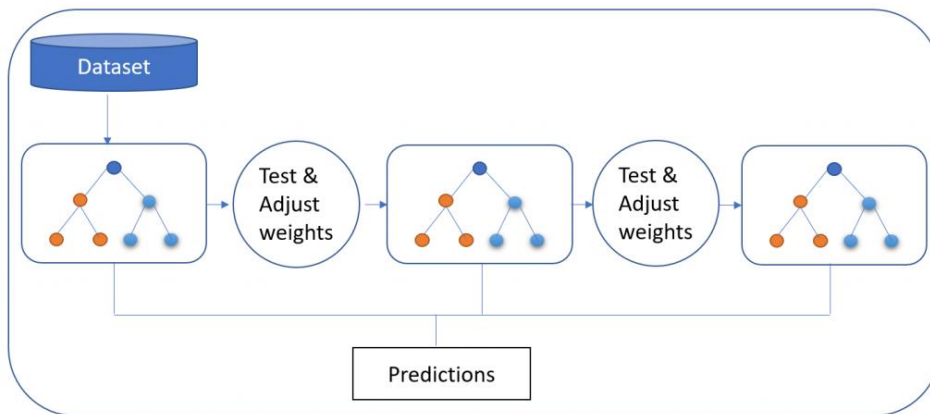 Dataset
Test &
Adjust
weights
Test &
Adjust
weights
Predictions